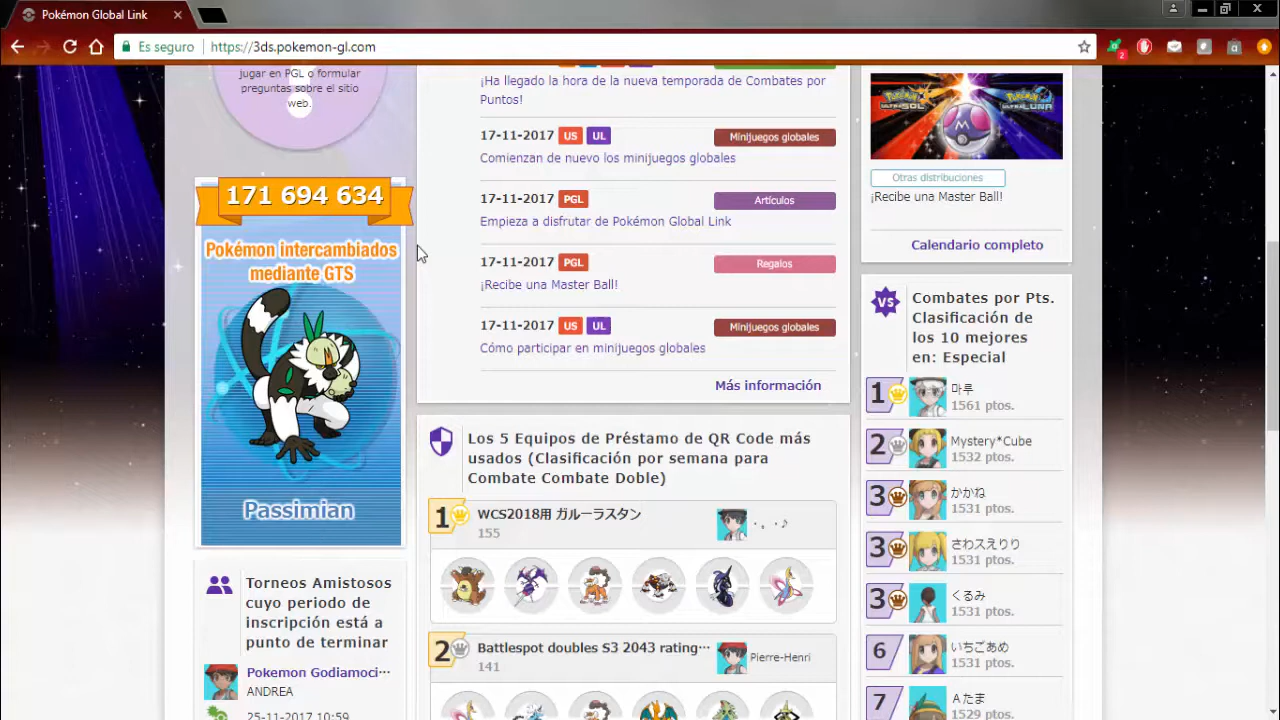 Pokémon Global Link
Es seguro
https://3ds.pokemon-gl.com
2
jugar en PGL o formular
preguntas sobre el sitio
web.
171 694 634
Pokémon intercambiados
mediante GTS
Passimian
Torneos Amistosos
cuyo periodo de
inscripción está a
punto de terminar
Pokemon Godiamoci···
ANDREA
25-11-2017 10:59
¡Ha llegado la hora de la nueva temporada de Combates por
Puntos!
17-11-2017 US UL Minijuegos globales
Comienzan de nuevo los minijuegos globales
17-11-2017 PGL Artículos
Empieza a disfrutar de Pokémon Global Link
17-11-2017 PGL Regalos
¡Recibe una Master Ball!
17-11-2017 US UL Minijuegos globales
Cómo participar en minijuegos globales
Más información
Los 5 Equipos de Préstamo de QR Code más
usados (Clasificación por semana para
Combate Combate Doble)
1 WCS2018用 ガルーラスタン
155
2 Battlespot doubles S3 2043 rating···
141
Pierre-Henri
Otras distribuciones
¡Recibe una Master Ball!
Calendario completo
VS
Combates por Pts.
Clasificación de
los 10 mejores
en: Especial
1 마루
1561 ptos.
2 Mystery*Cube
1532 ptos.
3 かかね
1531 ptos.
3 さわスえりり
1531 ptos.
3 くるみ
1531 ptos.
6 いちごあめ
1531 ptos.
7 Aたま
1529 ptos.